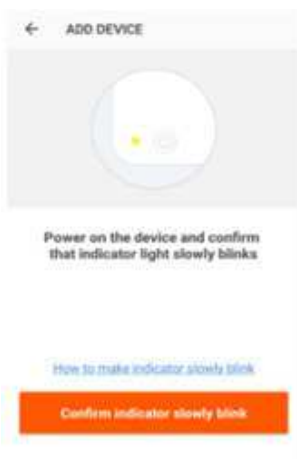 ADD DEVICE
Power on the device and confirm
that indicator light slowly blinks
How to make indicator slowly blink
Confirm indicator slowly blink